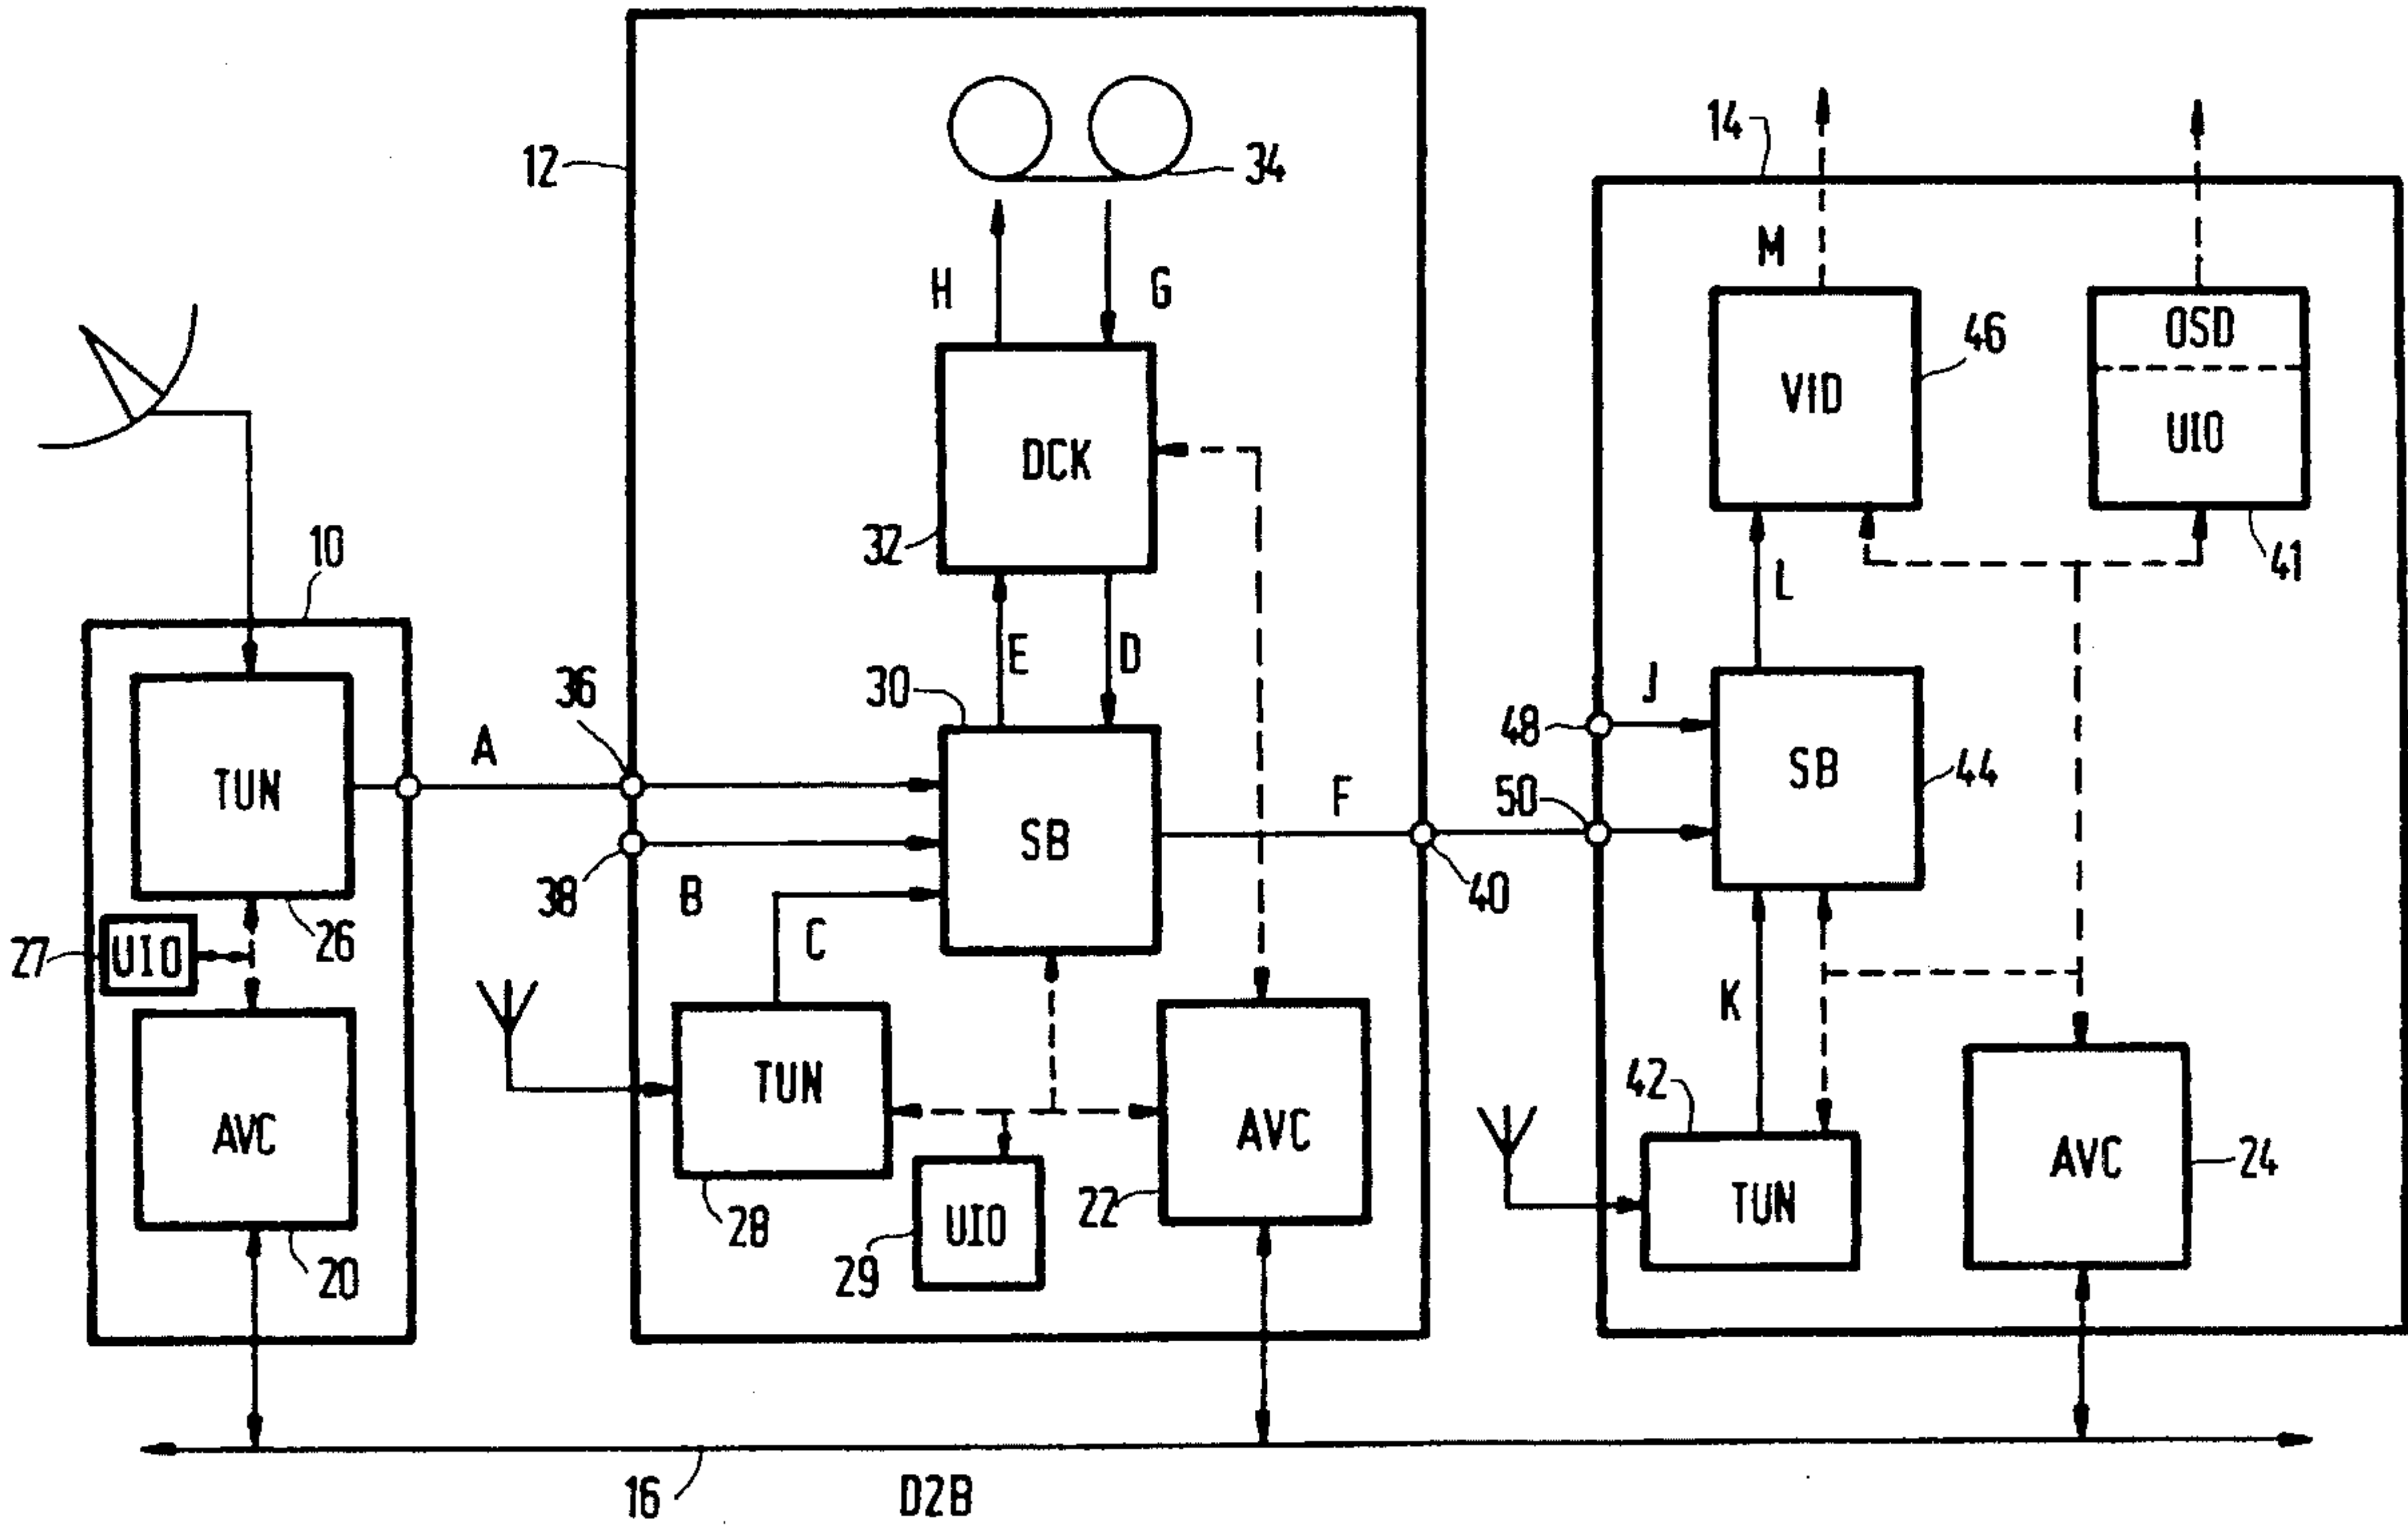 12
34
14
H
G
M
DCK
32
VID
46
OSD
UIO
41
10
E
D
L
36
30
A
TUN
26
27
UIO
AVC
20
38
B
C
SB
F
40
J
48
50
SB
44
K
TUN
28
UIO
29
AVC
22
42
TUN
AVC
24
16
D2B